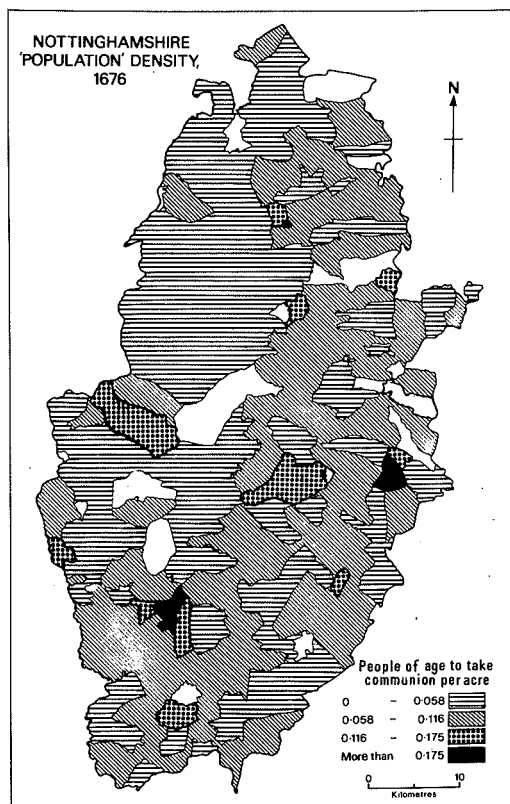 NOTTINGHAMSHIRE
'POPULATION' DENSITY,
1676
N
People of age to take
communion per acre
0 – 0·058
0·058 – 0·116
0·116 – 0·175
More than 0·175
0 10
Kilometres